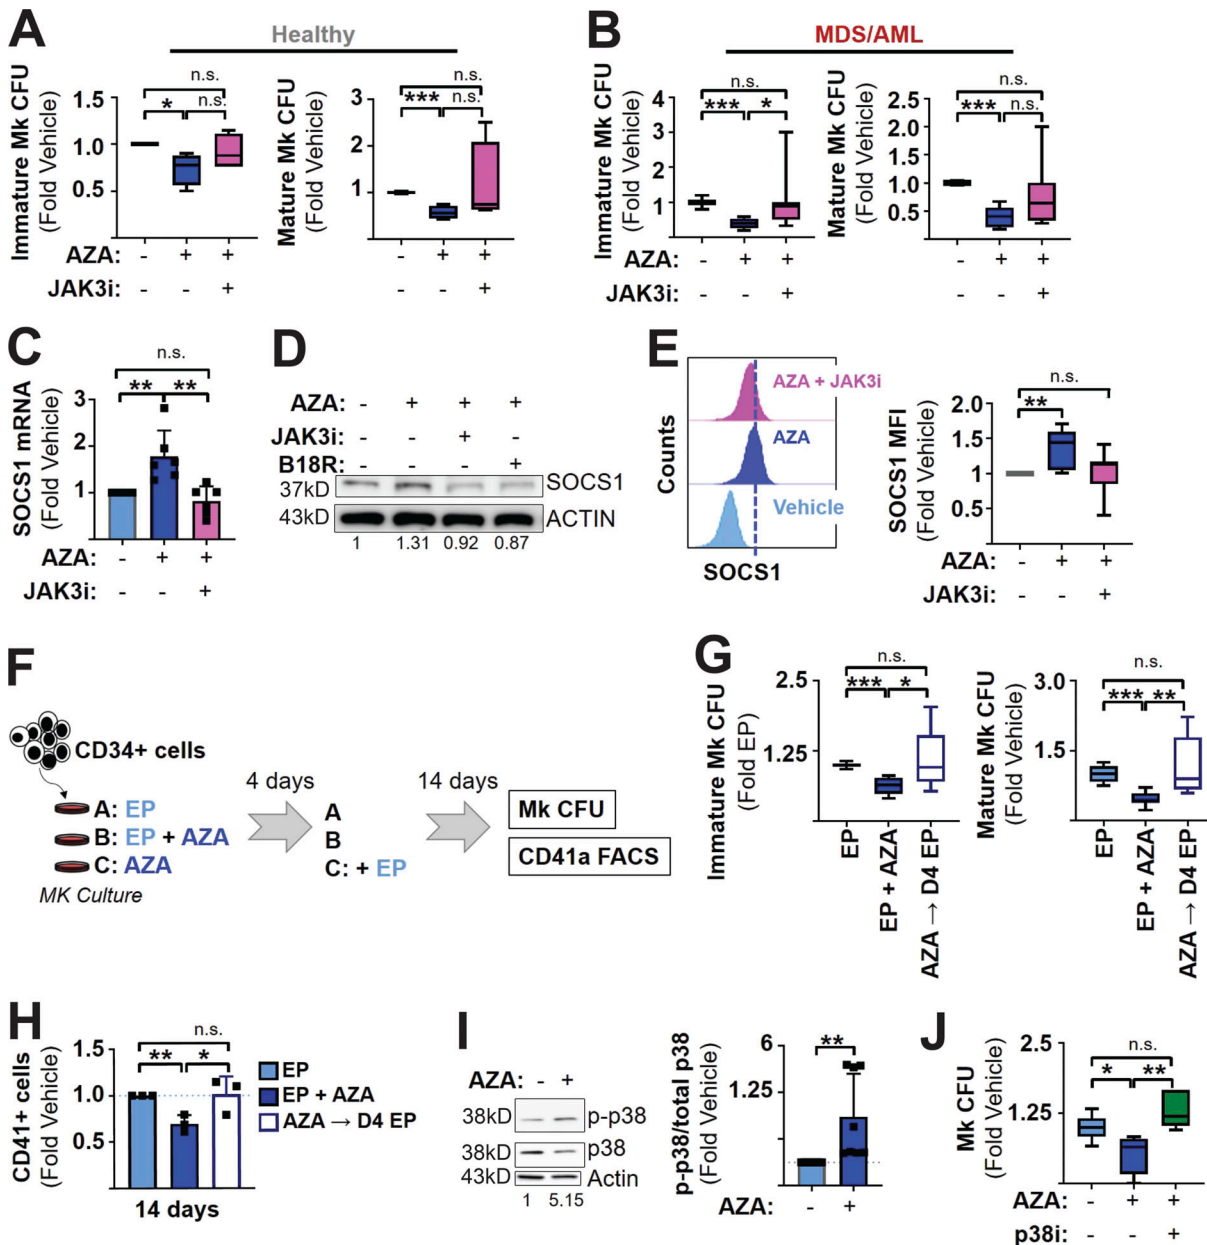 A
Healthy
Immature Mk CFU
(Fold Vehicle)
1.5
1.0
0.5
n.s.
*
n.s.
AZA: - + +
JAK3i: - - +
Mature Mk CFU
(Fold Vehicle)
3
2
1
n.s.
***
n.s.
- + +
- - +
B
MDS/AML
Immature Mk CFU
(Fold Vehicle)
4
3
2
1
n.s.
***
*
AZA: - + +
JAK3i: - - +
Mature Mk CFU
(Fold Vehicle)
2.5
2.0
1.5
1.0
0.5
n.s.
***
n.s.
- + +
- - +
C
SOCS1 mRNA
(Fold Vehicle)
3
2
1
n.s.
**
**
AZA: - + +
JAK3i: - - +
D
AZA: - + + +
JAK3i: - - + -
B18R: - - - +
37kD
SOCS1
43kD
ACTIN
1 1.31 0.92 0.87
E
Counts
AZA + JAK3i
AZA
Vehicle
SOCS1
SOCS1 MFI
(Fold Vehicle)
2.0
1.5
1.0
0.5
n.s.
**
AZA: - + +
JAK3i: - - +
F
CD34+ cells
A: EP
B: EP + AZA
C: AZA
MK Culture
4 days
A
B
C: + EP
14 days
Mk CFU
CD41a FACS
G
Immature Mk CFU
(Fold EP)
2.5
1.25
n.s.
***
*
EP
EP + AZA
AZA → D4 EP
Mature Mk CFU
(Fold Vehicle)
3.0
1.5
n.s.
***
**
EP
EP + AZA
AZA → D4 EP
H
CD41+ cells
(Fold Vehicle)
1.5
1.0
0.5
n.s.
**
*
14 days
EP
EP + AZA
AZA → D4 EP
I
AZA: - +
38kD
p-p38
38kD
p38
43kD
Actin
1 5.15
p-p38/total p38
(Fold Vehicle)
6
1.25
**
AZA: - +
J
Mk CFU
(Fold Vehicle)
2.5
1.25
n.s.
*
**
AZA: - + +
p38i: - - +